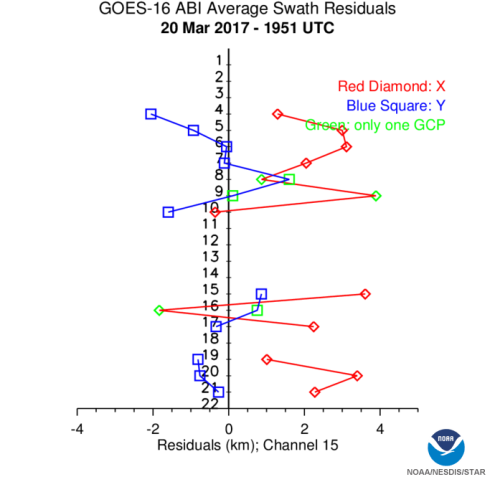 GOES-16 ABI Average Swath Residuals
20 Mar 2017 - 1951 UTC
1
Red Diamond: X
2
3
Blue Square: Y
4
Green: only one GCP
5
6
7
8
9
10
11
12
13
14
15
16
17
18
19
20
21
22
-4 -2 0 2 4
Residuals (km); Channel 15
NOAA
NOAA/NESDIS/STAR